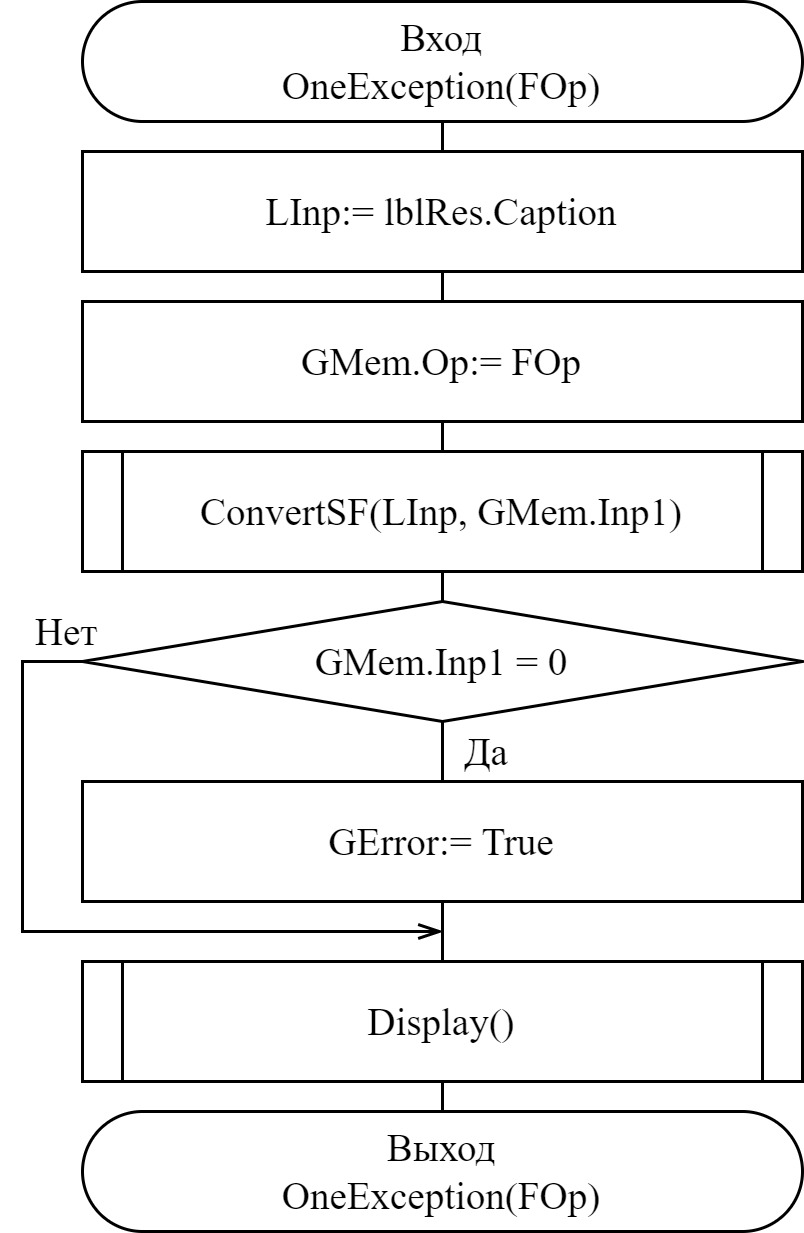 Вход
OneException(FOp)
LInp:= lblRes.Caption
GMem.Op:= FOp
ConvertSF(LInp, GMem.Inp1)
Нет
GMem.Inp1 = 0
Да
GError:= True
Display()
Выход
OneException(FOp)